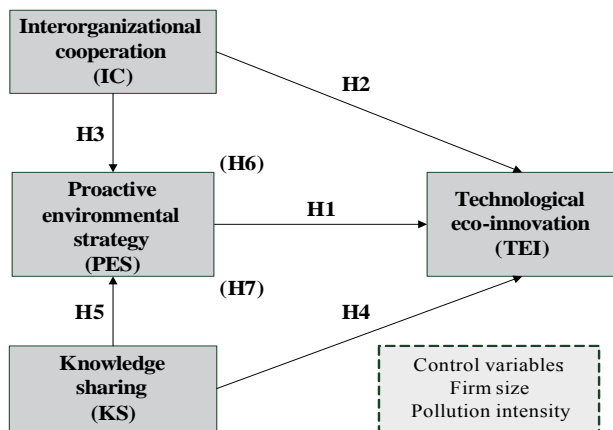 Interorganizational
cooperation
(IC)
H2
H3
(H6)
Proactive
environmental
strategy
(PES)
H1
Technological
eco-innovation
(TEI)
(H7)
H5
H4
Knowledge
sharing
(KS)
Control variables
Firm size
Pollution intensity